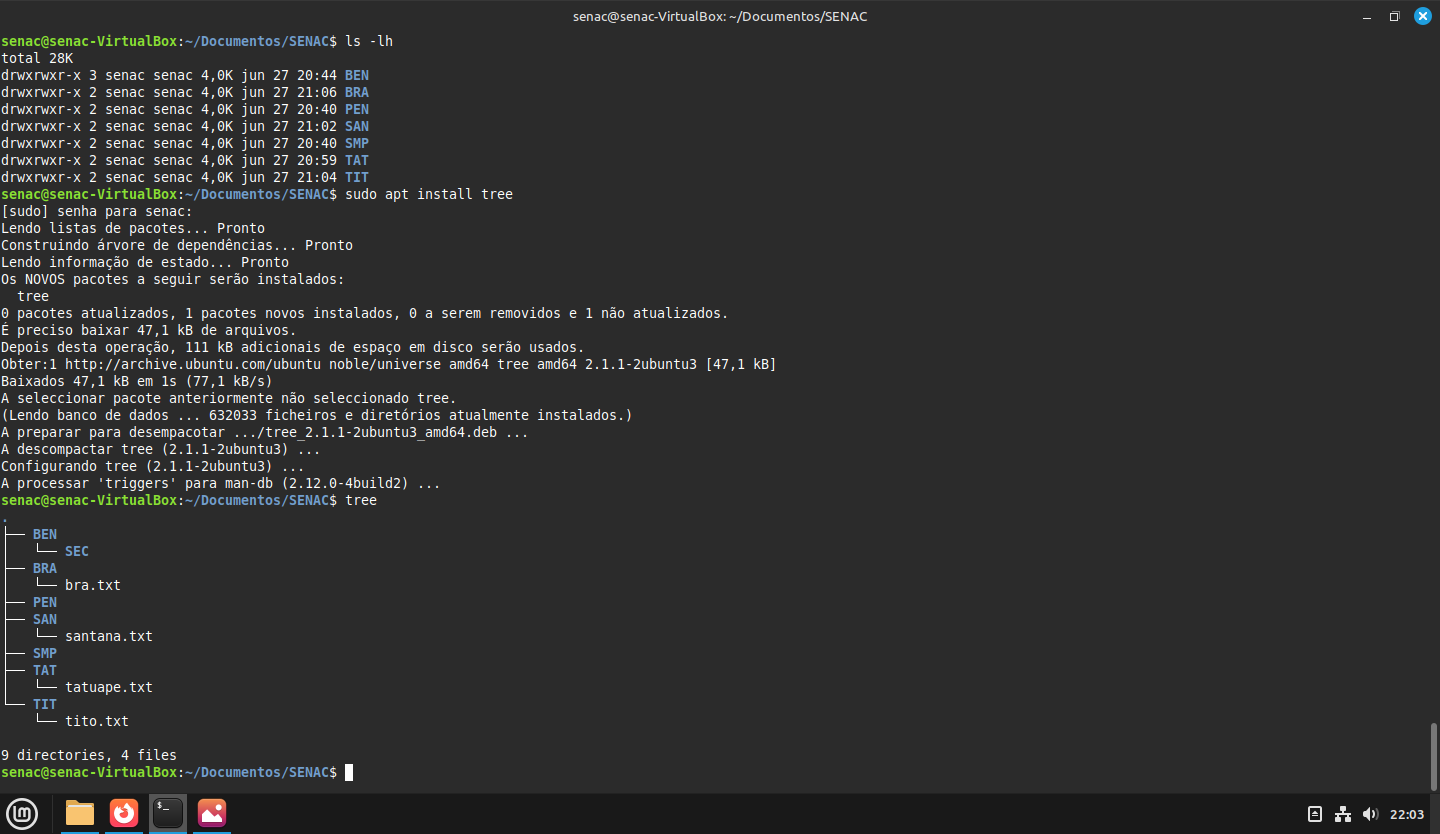 senac@senac-VirtualBox: ~/Documentos/SENAC
senac@senac-VirtualBox:~/Documentos/SENAC$ ls -lh
total 28K
drwxrwxr-x 3 senac senac 4,0K jun 27 20:44 BEN
drwxrwxr-x 2 senac senac 4,0K jun 27 21:06 BRA
drwxrwxr-x 2 senac senac 4,0K jun 27 20:40 PEN
drwxrwxr-x 2 senac senac 4,0K jun 27 21:02 SAN
drwxrwxr-x 2 senac senac 4,0K jun 27 20:40 SMP
drwxrwxr-x 2 senac senac 4,0K jun 27 20:59 TAT
drwxrwxr-x 2 senac senac 4,0K jun 27 21:04 TIT
senac@senac-VirtualBox:~/Documentos/SENAC$ sudo apt install tree
[sudo] senha para senac:
Lendo listas de pacotes... Pronto
Construindo árvore de dependências... Pronto
Lendo informação de estado... Pronto
Os NOVOS pacotes a seguir serão instalados:
  tree
0 pacotes atualizados, 1 pacotes novos instalados, 0 a serem removidos e 1 não atualizados.
É preciso baixar 47,1 kB de arquivos.
Depois desta operação, 111 kB adicionais de espaço em disco serão usados.
Obter:1 http://archive.ubuntu.com/ubuntu noble/universe amd64 tree amd64 2.1.1-2ubuntu3 [47,1 kB]
Baixados 47,1 kB em 1s (77,1 kB/s)
A seleccionar pacote anteriormente não seleccionado tree.
(Lendo banco de dados ... 632033 ficheiros e diretórios atualmente instalados.)
A preparar para desempacotar .../tree_2.1.1-2ubuntu3_amd64.deb ...
A descompactar tree (2.1.1-2ubuntu3) ...
Configurando tree (2.1.1-2ubuntu3) ...
A processar 'triggers' para man-db (2.12.0-4build2) ...
senac@senac-VirtualBox:~/Documentos/SENAC$ tree
.
├── BEN
│   └── SEC
├── BRA
│   └── bra.txt
├── PEN
├── SAN
│   └── santana.txt
├── SMP
├── TAT
│   └── tatuape.txt
└── TIT
    └── tito.txt

9 directories, 4 files
senac@senac-VirtualBox:~/Documentos/SENAC$
22:03